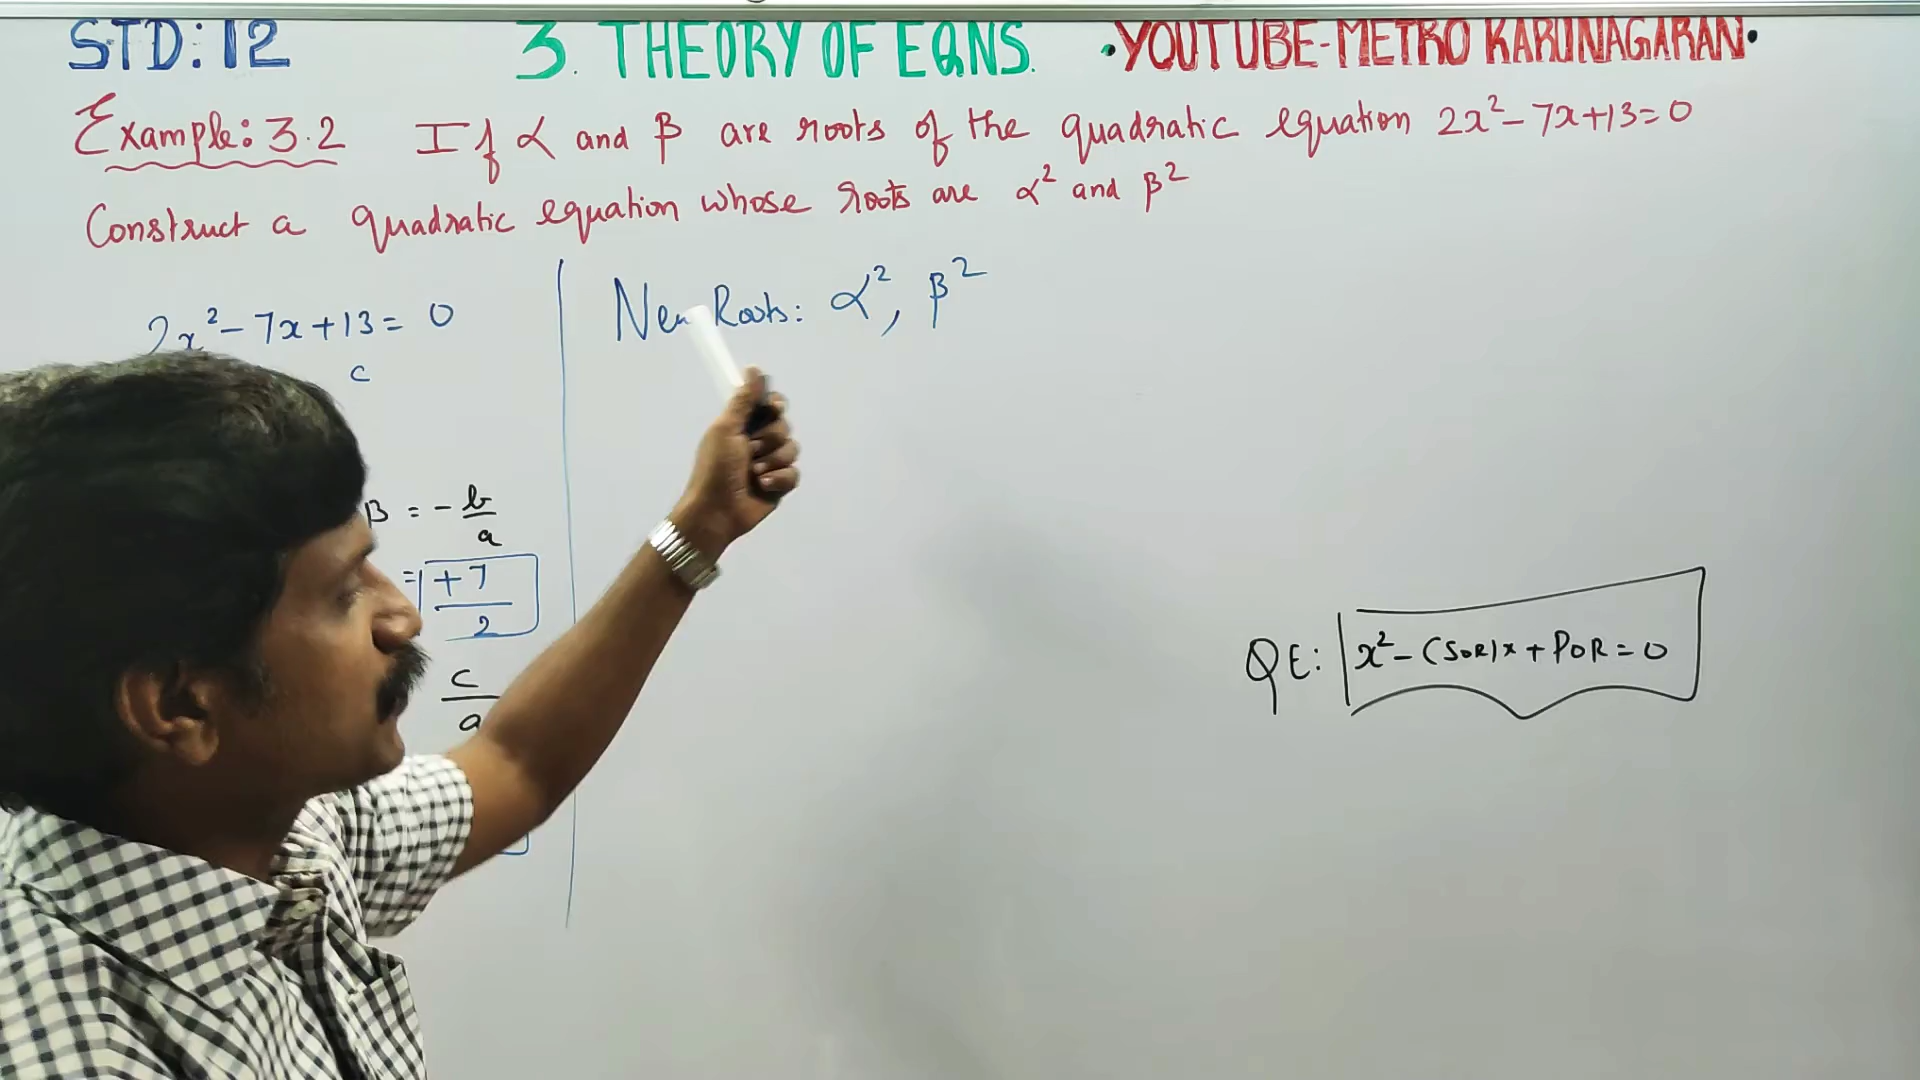 STD: 12 3. THEORY OF EQNS. •YOUTUBE-METRO KARUNAGARAN•
Example: 3.2 If α and β are roots of the quadratic equation 2x² - 7x + 13 = 0
Construct a quadratic equation whose roots are α² and β²
2x² - 7x + 13 = 0
c
New Roots: α², β²
β = - b/a
= +7/2
c/a
QE: x² - (SOR)x + POR = 0